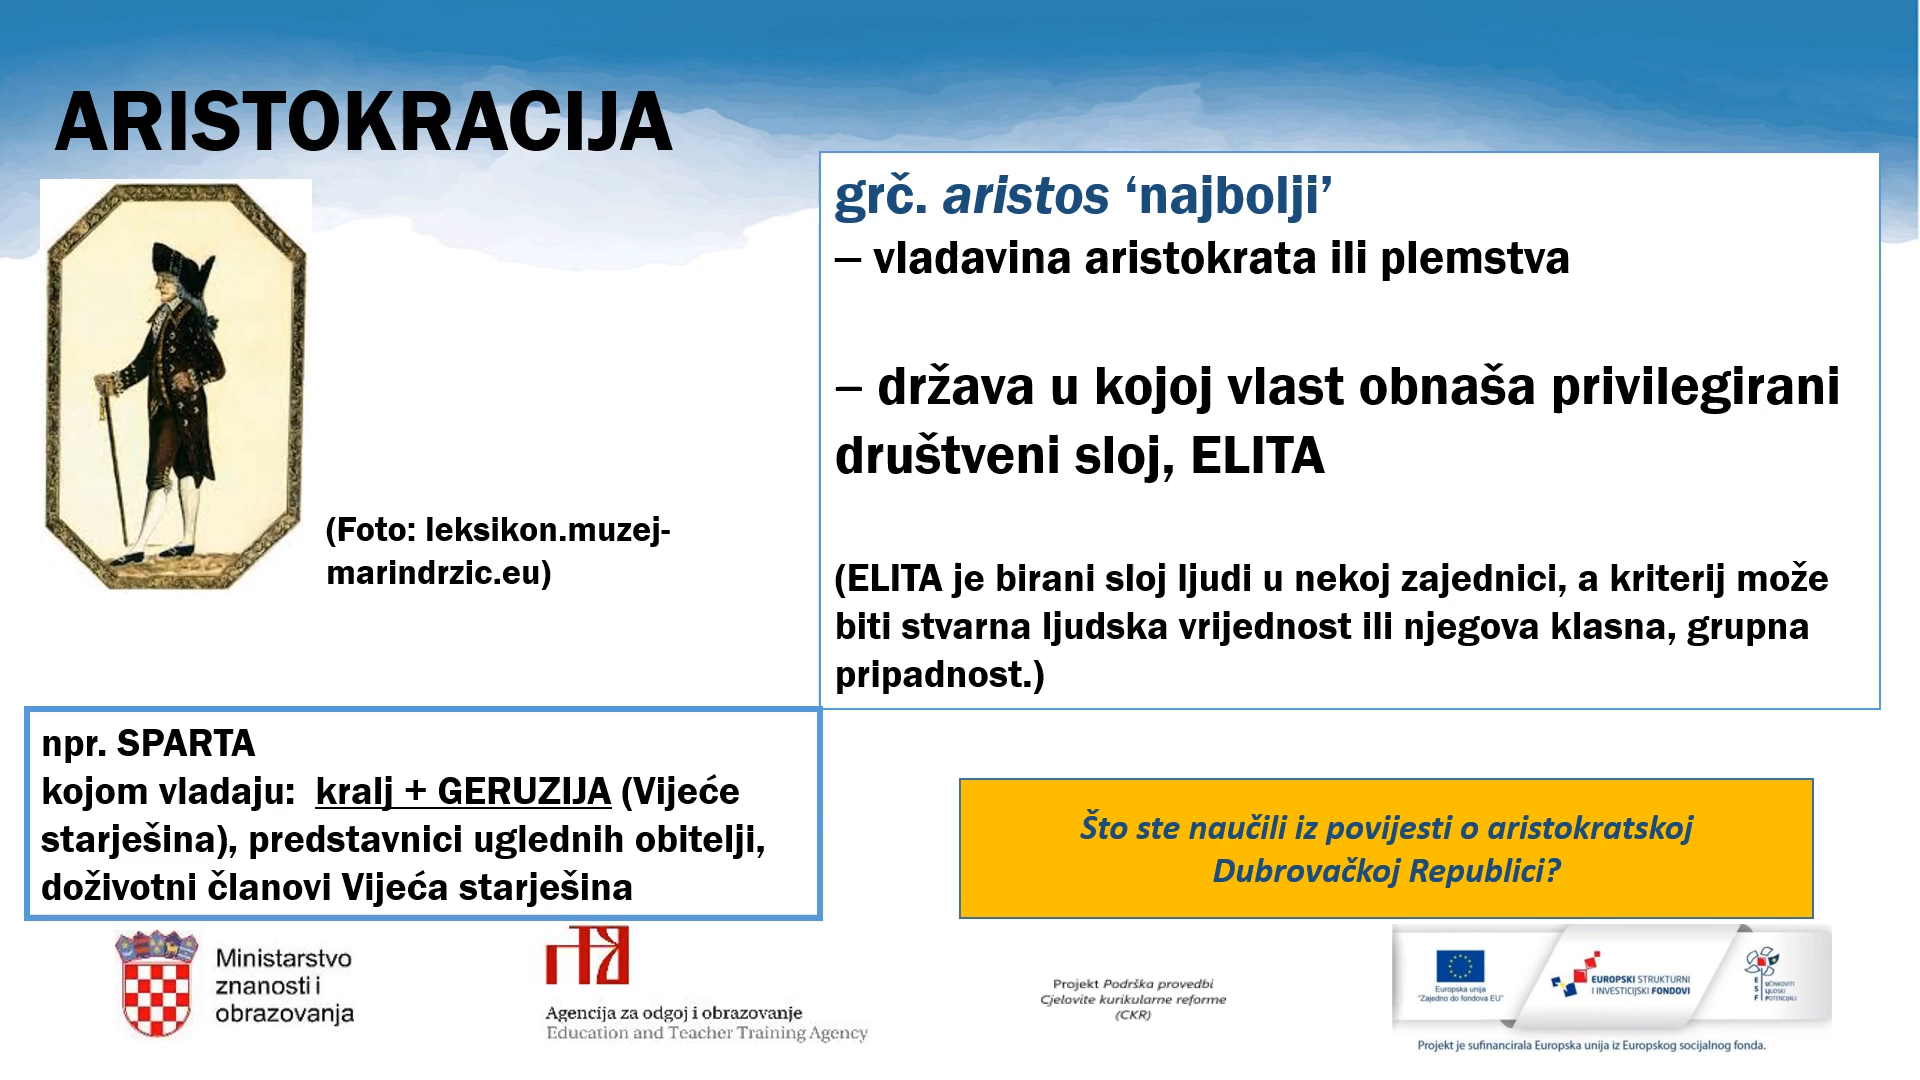 ARISTOKRACIJA
grč. aristos ‘najbolji’
– vladavina aristokrata ili plemstva
– država u kojoj vlast obnaša privilegirani
društveni sloj, ELITA
(ELITA je birani sloj ljudi u nekoj zajednici, a kriterij može
biti stvarna ljudska vrijednost ili njegova klasna, grupna
pripadnost.)
(Foto: leksikon.muzej-
marindrzic.eu)
npr. SPARTA
kojom vladaju:  kralj + GERUZIJA (Vijeće
starješina), predstavnici uglednih obitelji,
doživotni članovi Vijeća starješina
Što ste naučili iz povijesti o aristokratskoj
Dubrovačkoj Republici?
Ministarstvo
znanosti i
obrazovanja
Agencija za odgoj i obrazovanje
Education and Teacher Training Agency
Projekt Podrška provedbi
Cjelovite kurikularne reforme
(CKR)
Europska unija
"Zajedno do fondova EU"
EUROPSKI STRUKTURNI
I INVESTICIJSKI FONDOVI
ESF
UČINKOVITI
LJUDSKI
POTENCIJALI
Projekt je sufinancirala Europska unija iz Europskog socijalnog fonda.